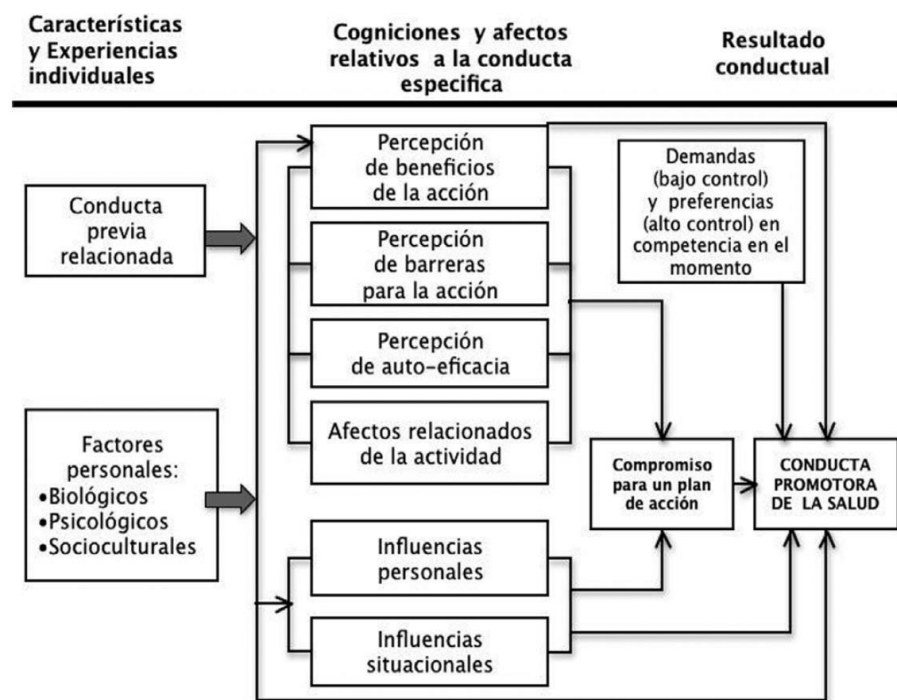 Características
y Experiencias
individuales
Cogniciones y afectos
relativos a la conducta
especifica
Resultado
conductual
Conducta
previa
relacionada
Factores
personales:
•Biológicos
•Psicológicos
•Socioculturales
Percepción
de beneficios
de la acción
Percepción
de barreras
para la acción
Percepción
de auto-eficacia
Afectos relacionados
de la actividad
Influencias
personales
Influencias
situacionales
Demandas
(bajo control)
y preferencias
(alto control) en
competencia en el
momento
Compromiso
para un plan
de acción
CONDUCTA
PROMOTORA
DE LA SALUD